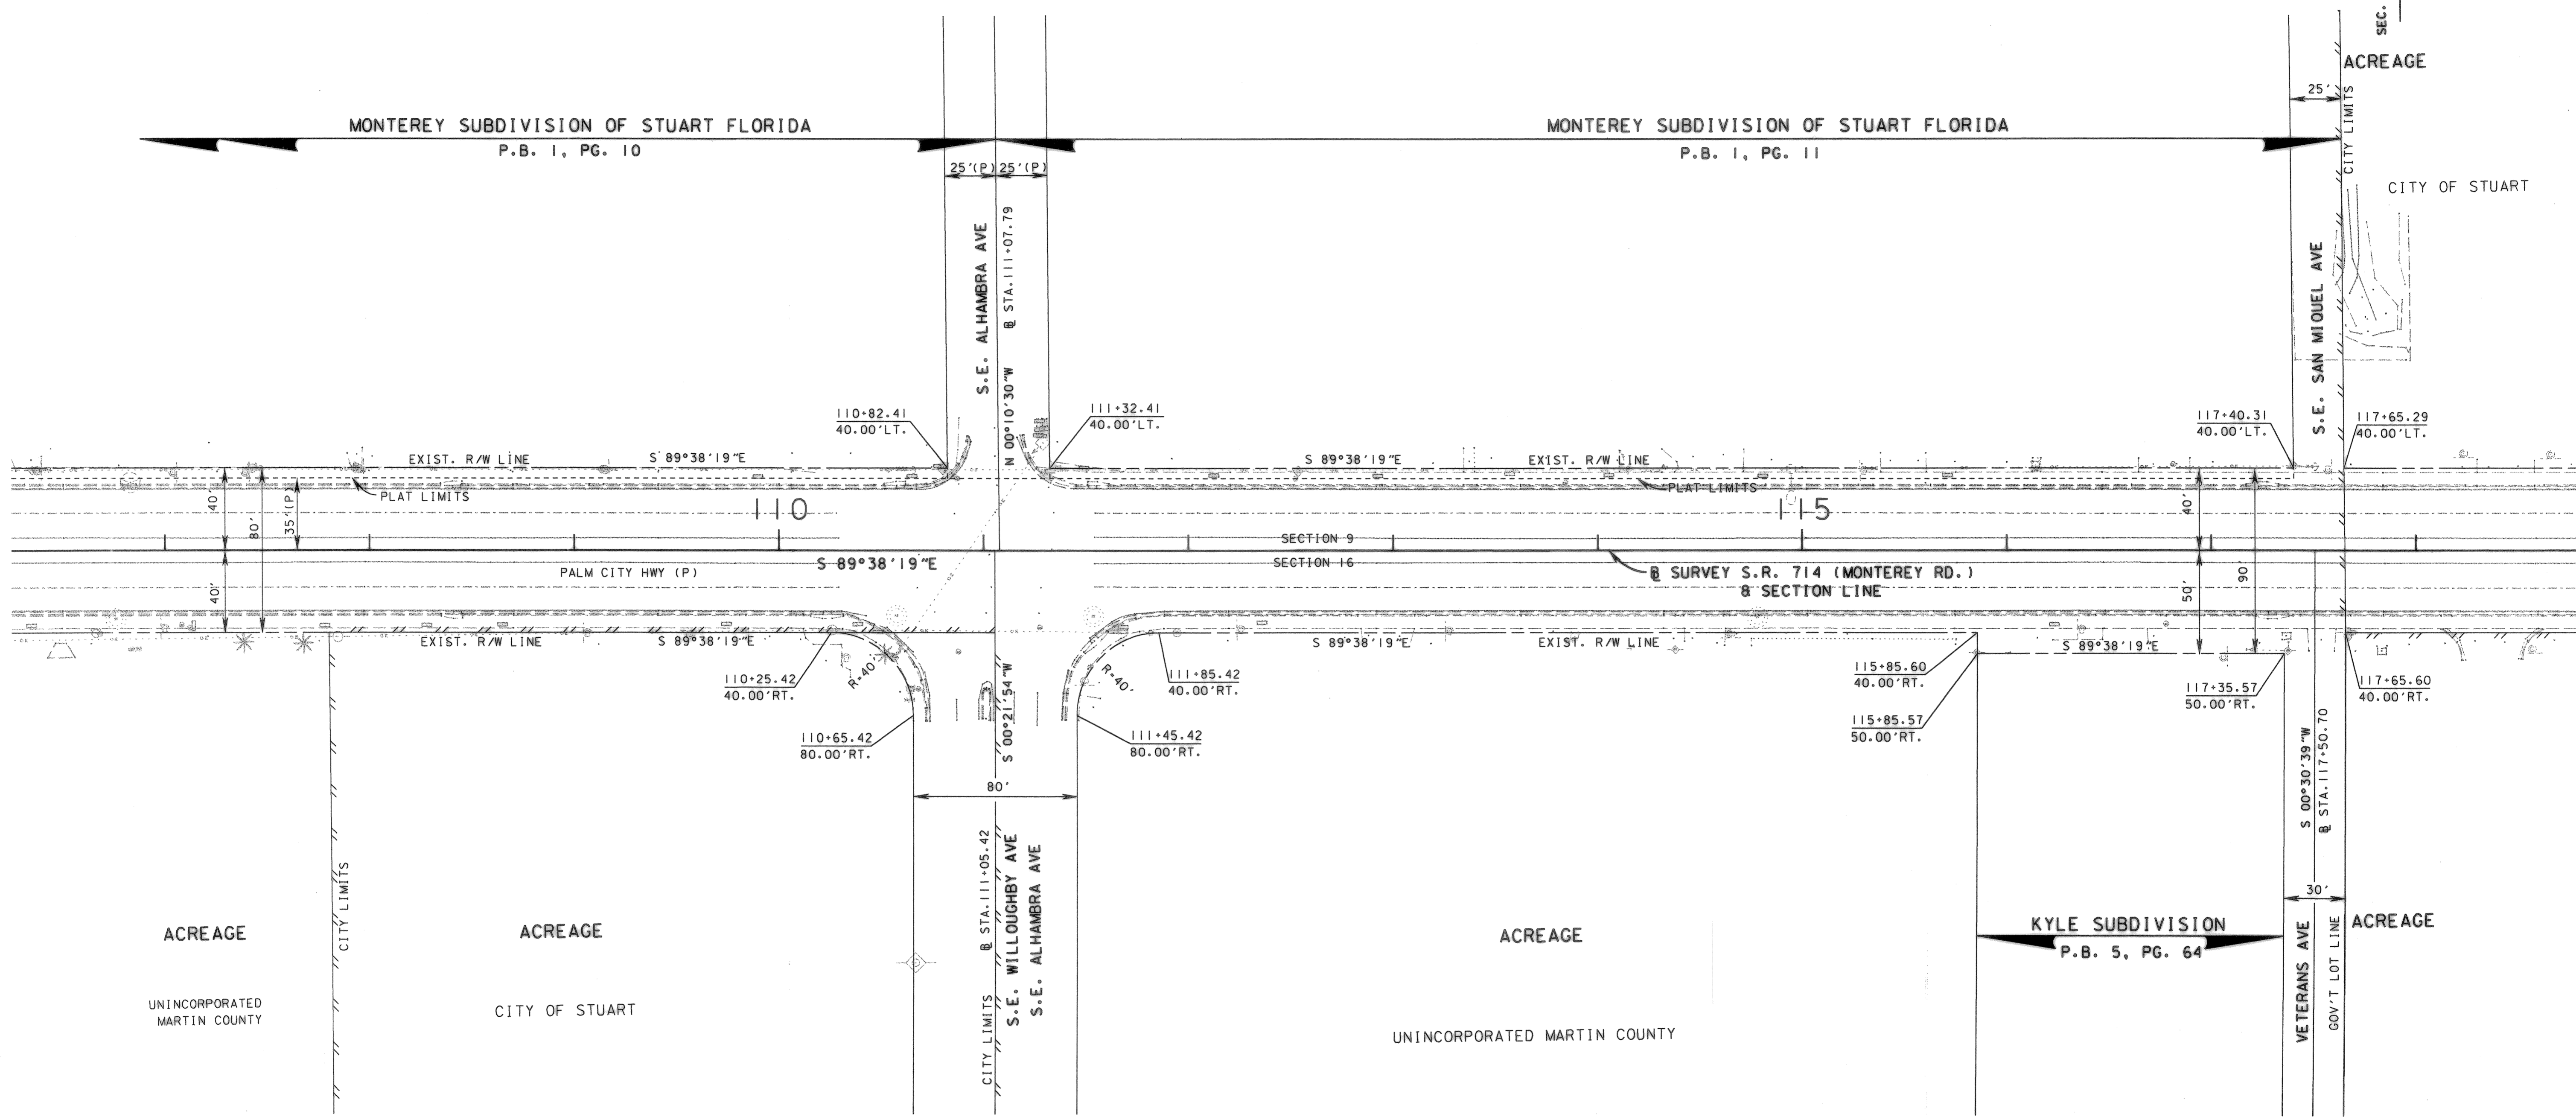 SEC.
ACREAGE
25'
CITY LIMITS
MONTEREY SUBDIVISION OF STUART FLORIDA
P.B. 1, PG. 10
MONTEREY SUBDIVISION OF STUART FLORIDA
P.B. 1, PG. 11
25'(P)
25'(P)
CITY OF STUART
S.E. ALHAMBRA AVE
N 00°10'30"W
STA.111+07.79
S.E. SAN MIOUEL AVE
110+82.41
40.00'LT.
111+32.41
40.00'LT.
117+40.31
40.00'LT.
117+65.29
40.00'LT.
EXIST. R/W LINE
S 89°38'19"E
S 89°38'19"E
EXIST. R/W LINE
PLAT LIMITS
PLAT LIMITS
40'
80'
35'(P)
110
115
40'
SECTION 9
SECTION 16
S 89°38'19"E
PALM CITY HWY (P)
BL SURVEY S.R. 714 (MONTEREY RD.)
& SECTION LINE
40'
50'
90'
EXIST. R/W LINE
S 89°38'19"E
S 89°38'19"E
EXIST. R/W LINE
S 89°38'19"E
110+25.42
40.00'RT.
R=40'
R=40'
111+85.42
40.00'RT.
115+85.60
40.00'RT.
117+35.57
50.00'RT.
117+65.60
40.00'RT.
110+65.42
80.00'RT.
S 00°21'54"W
111+45.42
80.00'RT.
115+85.57
50.00'RT.
80'
S 00°30'39"W
BL STA.117+50.70
CITY LIMITS
BL STA.111+05.42
S.E. WILLOUGHBY AVE
S.E. ALHAMBRA AVE
CITY LIMITS
30'
ACREAGE
ACREAGE
ACREAGE
KYLE SUBDIVISION
P.B. 5, PG. 64
VETERANS AVE
GOV'T LOT LINE
ACREAGE
UNINCORPORATED
MARTIN COUNTY
CITY OF STUART
UNINCORPORATED MARTIN COUNTY